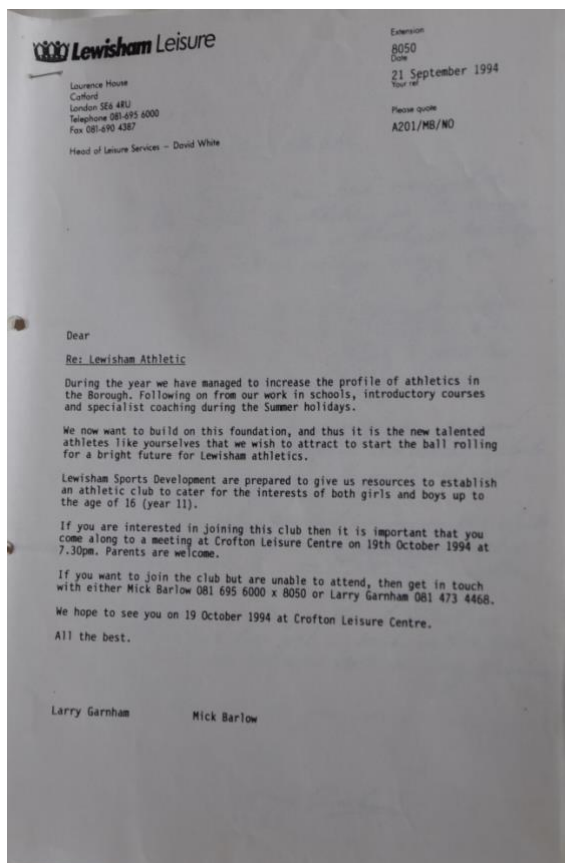 Lewisham Leisure
Laurence House
Catford
London SE6 4RU
Telephone 081-695 6000
Fax 081-690 4387
Head of Leisure Services – David White
Extension
8050
Date
21 September 1994
Your ref
Please quote
A201/MB/NO
Dear
Re: Lewisham Athletic
During the year we have managed to increase the profile of athletics in
the Borough. Following on from our work in schools, introductory courses
and specialist coaching during the Summer holidays.
We now want to build on this foundation, and thus it is the new talented
athletes like yourselves that we wish to attract to start the ball rolling
for a bright future for Lewisham athletics.
Lewisham Sports Development are prepared to give us resources to establish
an athletic club to cater for the interests of both girls and boys up to
the age of 16 (year 11).
If you are interested in joining this club then it is important that you
come along to a meeting at Crofton Leisure Centre on 19th October 1994 at
7.30pm. Parents are welcome.
If you want to join the club but are unable to attend, then get in touch
with either Mick Barlow 081 695 6000 x 8050 or Larry Garnham 081 473 4468.
We hope to see you on 19 October 1994 at Crofton Leisure Centre.
All the best.
Larry Garnham Mick Barlow